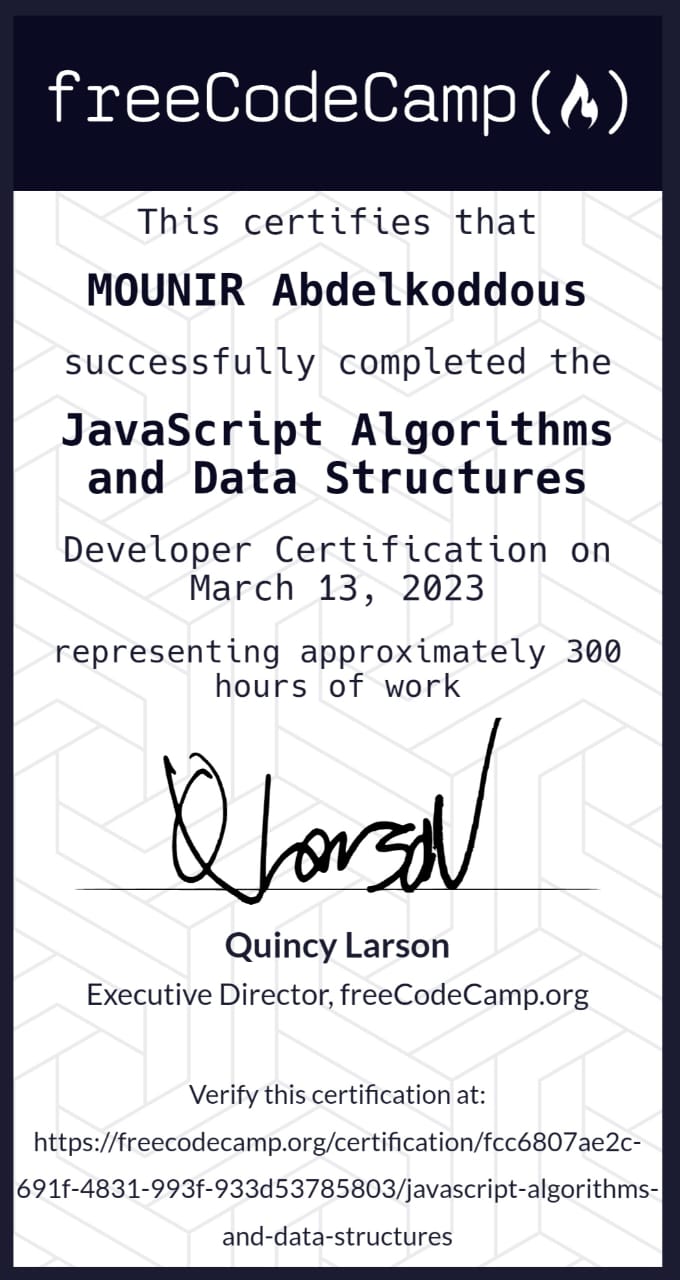 freeCodeCamp
This certifies that
MOUNIR Abdelkoddous
successfully completed the
JavaScript Algorithms
and Data Structures
Developer Certification on
March 13, 2023
representing approximately 300
hours of work
Q Larson
Quincy Larson
Executive Director, freeCodeCamp.org
Verify this certification at:
https://freecodecamp.org/certification/fcc6807ae2c-
691f-4831-993f-933d53785803/javascript-algorithms-
and-data-structures